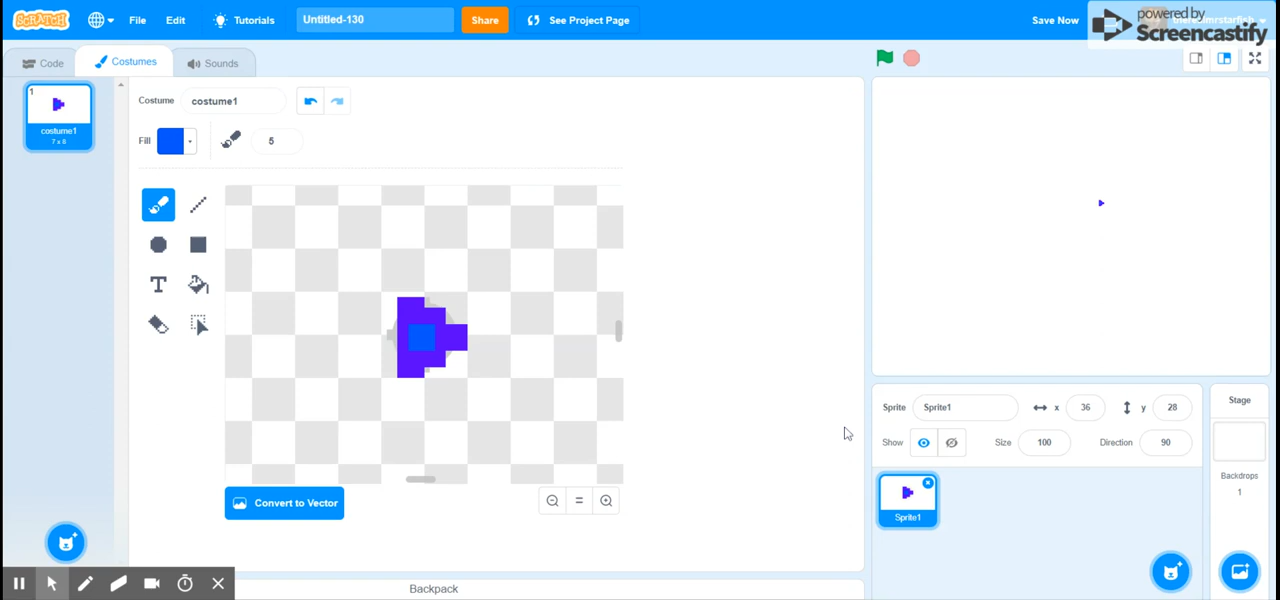 SCRATCH File Edit Tutorials Untitled-130 Share See Project Page Save Now
powered by
Screencastify
Code Costumes Sounds
1
costume1
7 x 8
Costume costume1
Fill 5
T
Convert to Vector
Backpack
Sprite Sprite1 x 36 y 28
Show Size 100 Direction 90
Sprite1
Stage
Backdrops
1